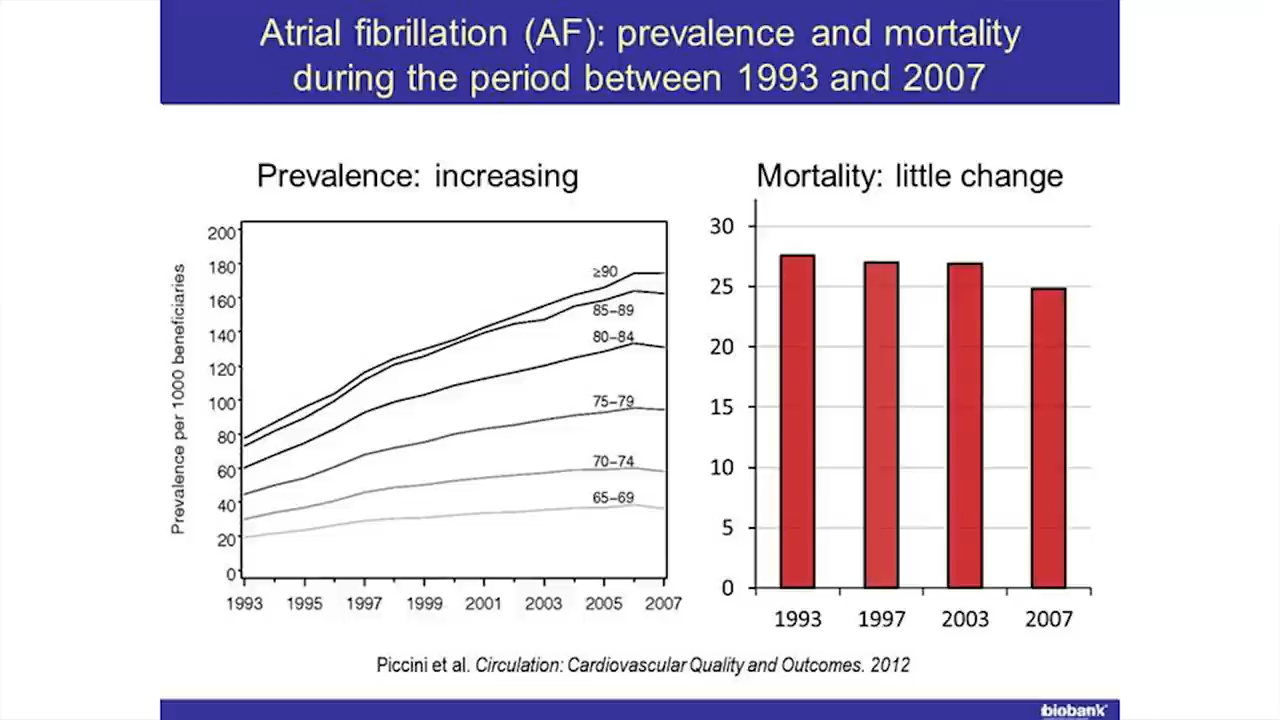 Atrial fibrillation (AF): prevalence and mortality
during the period between 1993 and 2007
Prevalence: increasing
Prevalence per 1000 beneficiaries
200
180
160
140
120
100
80
60
40
20
0
≥90
85–89
80–84
75–79
70–74
65–69
1993 1995 1997 1999 2001 2003 2005 2007
Mortality: little change
30
25
20
15
10
5
0
1993 1997 2003 2007
Piccini et al. Circulation: Cardiovascular Quality and Outcomes. 2012
biobank